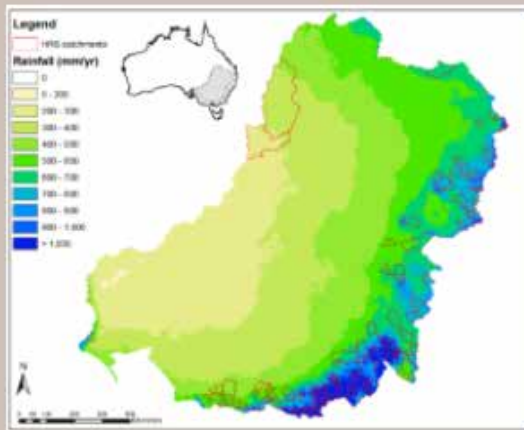 Legend
HRS catchments
Rainfall (mm/yr)
0
0 - 200
200 - 300
300 - 400
400 - 500
500 - 600
600 - 700
700 - 800
800 - 900
900 - 1,000
> 1,000
N